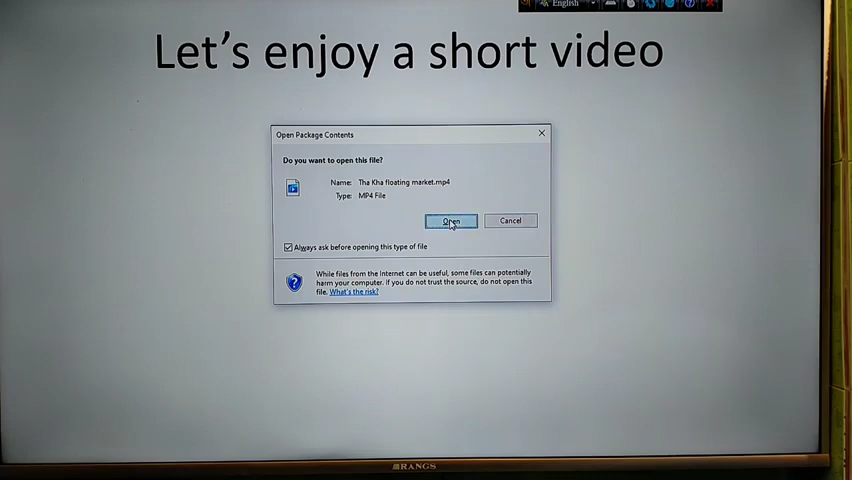 English
Let's enjoy a short video
Open Package Contents
Do you want to open this file?
Name: Tha Kha floating market.mp4
Type: MP4 File
Open Cancel
Always ask before opening this type of file
While files from the Internet can be useful, some files can potentially
harm your computer. If you do not trust the source, do not open this
file. What's the risk?
RANGS